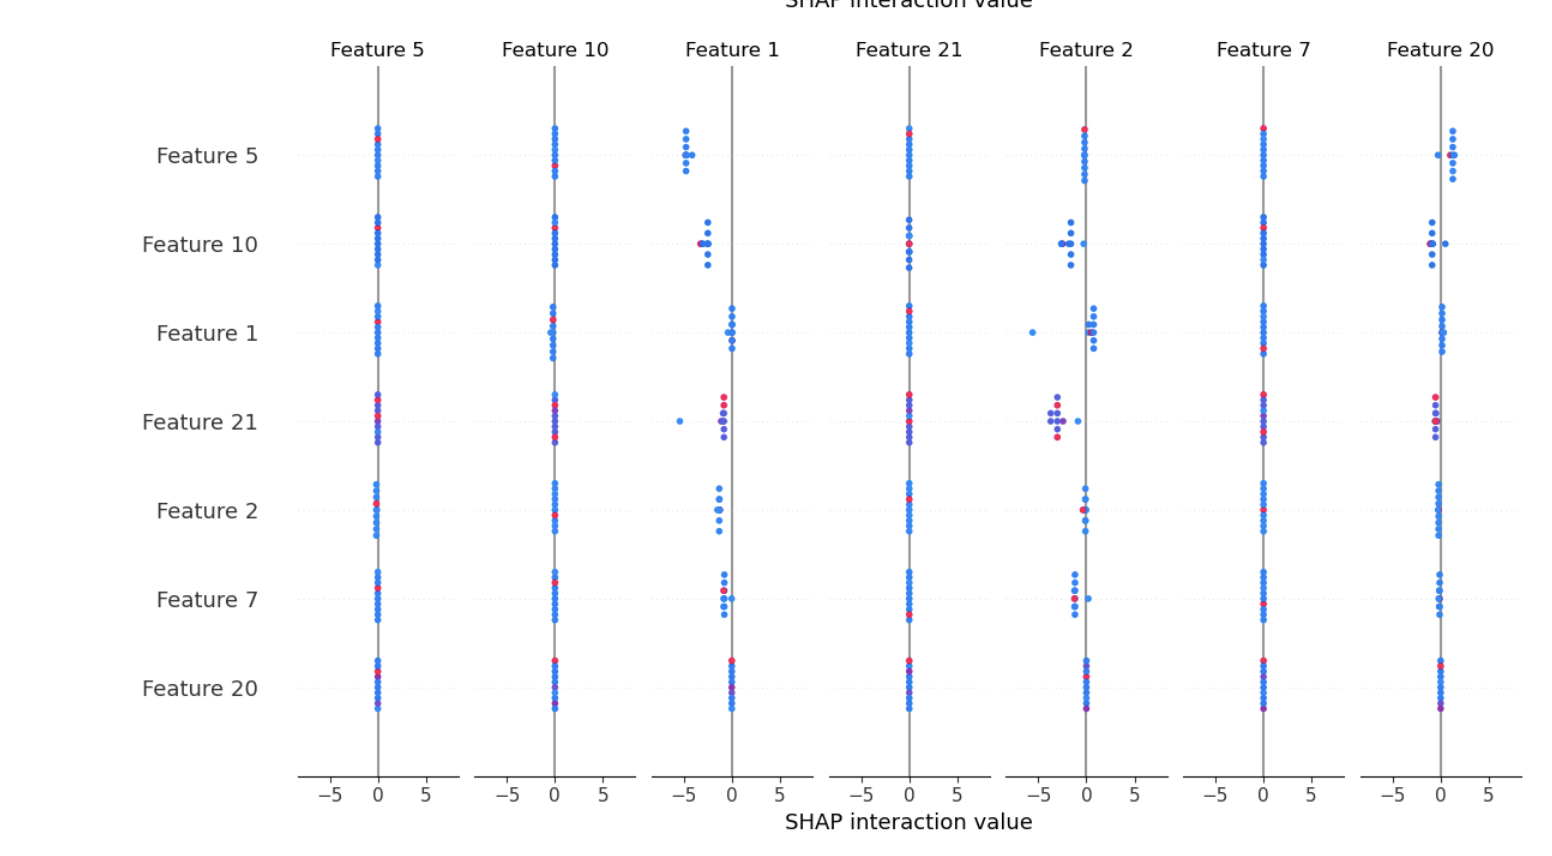 SHAP interaction value
Feature 5 Feature 10 Feature 1 Feature 21 Feature 2 Feature 7 Feature 20
Feature 5
Feature 10
Feature 1
Feature 21
Feature 2
Feature 7
Feature 20
−5 0 5 −5 0 5 −5 0 5 −5 0 5 −5 0 5 −5 0 5 −5 0 5
SHAP interaction value